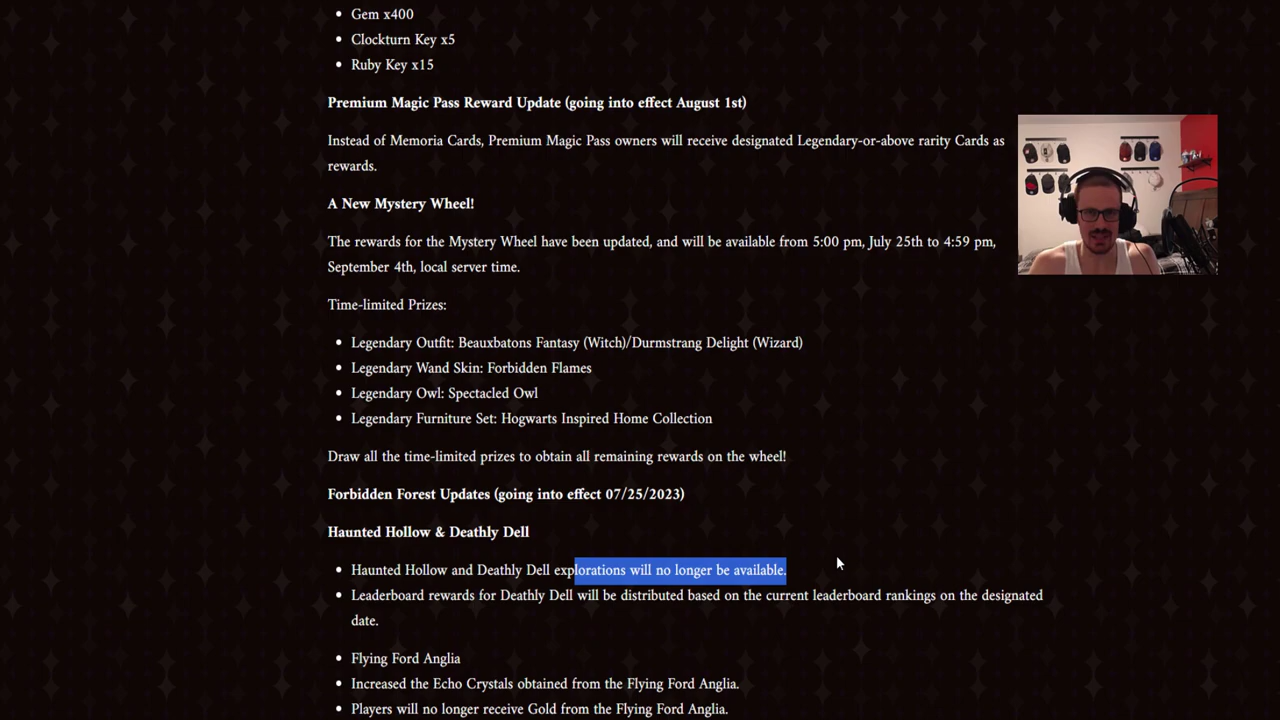 Gem x400
Clockturn Key x5
Ruby Key x15
Premium Magic Pass Reward Update (going into effect August 1st)
Instead of Memoria Cards, Premium Magic Pass owners will receive designated Legendary-or-above rarity Cards as
rewards.
A New Mystery Wheel!
The rewards for the Mystery Wheel have been updated, and will be available from 5:00 pm, July 25th to 4:59 pm,
September 4th, local server time.
Time-limited Prizes:
Legendary Outfit: Beauxbatons Fantasy (Witch)/Durmstrang Delight (Wizard)
Legendary Wand Skin: Forbidden Flames
Legendary Owl: Spectacled Owl
Legendary Furniture Set: Hogwarts Inspired Home Collection
Draw all the time-limited prizes to obtain all remaining rewards on the wheel!
Forbidden Forest Updates (going into effect 07/25/2023)
Haunted Hollow & Deathly Dell
Haunted Hollow and Deathly Dell explorations will no longer be available.
Leaderboard rewards for Deathly Dell will be distributed based on the current leaderboard rankings on the designated
date.
Flying Ford Anglia
Increased the Echo Crystals obtained from the Flying Ford Anglia.
Players will no longer receive Gold from the Flying Ford Anglia.